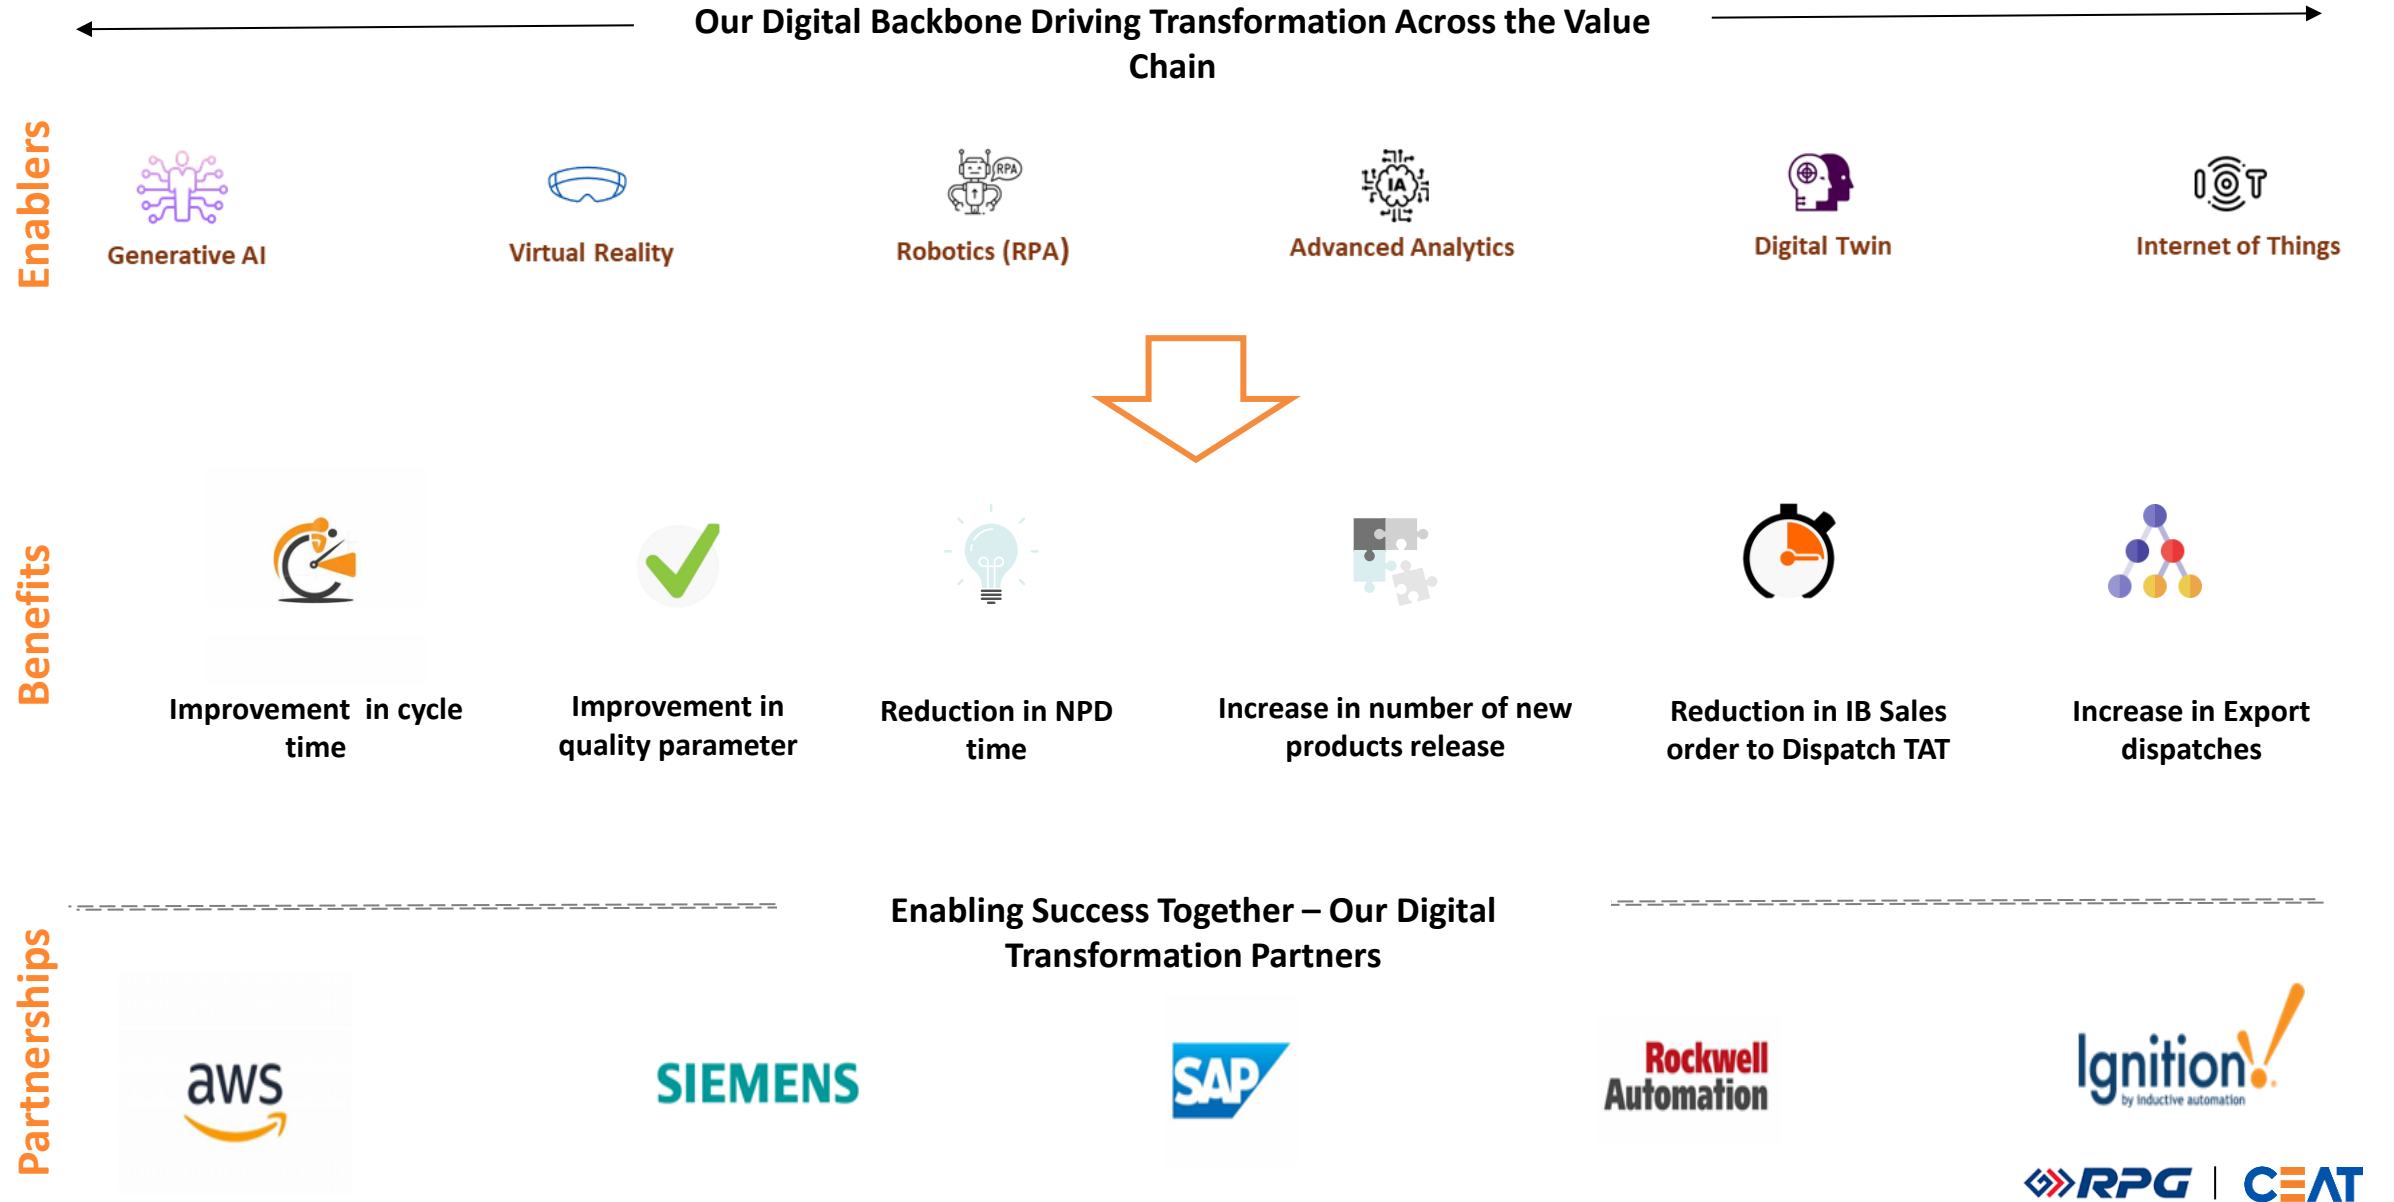 Our Digital Backbone Driving Transformation Across the Value
Chain
Enablers
RPA
IA
IOT
Generative AI
Virtual Reality
Robotics (RPA)
Advanced Analytics
Digital Twin
Internet of Things
Benefits
Improvement in cycle
time
Improvement in
quality parameter
Reduction in NPD
time
Increase in number of new
products release
Reduction in IB Sales
order to Dispatch TAT
Increase in Export
dispatches
Enabling Success Together – Our Digital
Transformation Partners
Partnerships
aws
SIEMENS
SAP
Rockwell
Automation
Ignition!
by inductive automation
RPG
CEAT